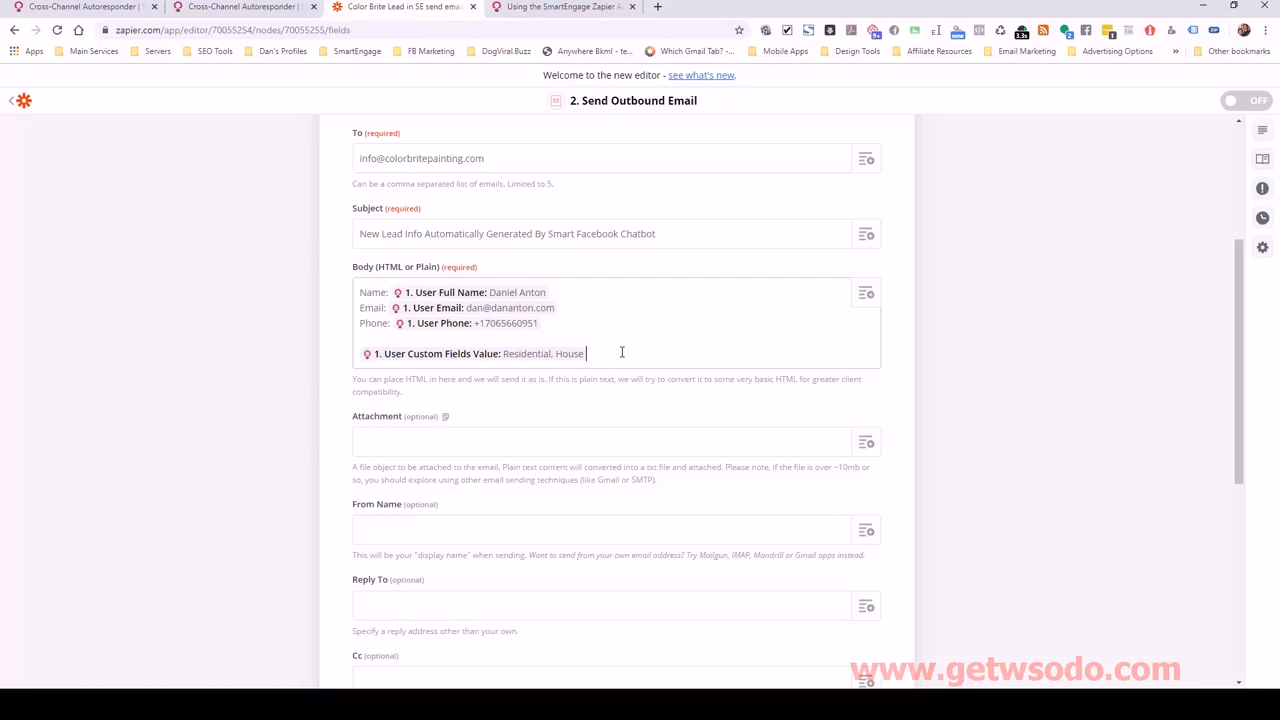 Cross-Channel Autoresponder |
Cross-Channel Autoresponder | S
Color Brite Lead in SE send emai
Using the SmartEngage Zapier A
zapier.com/app/editor/70054254/nodes/70055255/fields
Apps
Main Services
Servers
SEO Tools
Dan's Profiles
SmartEngage
FB Marketing
DogViral.Buzz
Anywhere Bkml - te...
Which Gmail Tab? -...
Mobile Apps
Design Tools
Affiliate Resources
Email Marketing
Advertising Options
»
Other bookmarks
Welcome to the new editor - see what's new.
2. Send Outbound Email
OFF
To (required)
info@colorbritepainting.com
Can be a comma separated list of emails. Limited to 5.
Subject (required)
New Lead Info Automatically Generated By Smart Facebook Chatbot
Body (HTML or Plain) (required)
Name: 1. User Full Name: Daniel Anton
Email: 1. User Email: dan@dananton.com
Phone: 1. User Phone: +17065660951
1. User Custom Fields Value: Residential, House
You can place HTML in here and we will send it as is. If this is plain text, we will try to convert it to some very basic HTML for greater client
compatibility.
Attachment (optional)
A file object to be attached to the email. Plain text content will converted into a txt file and attached. Please note, if the file is over ~10mb or
so, you should explore using other email sending techniques (like Gmail or SMTP).
From Name (optional)
This will be your "display name" when sending. Want to send from your own email address? Try Mailgun, IMAP, Mandrill or Gmail apps instead.
Reply To (optional)
Specify a reply address other than your own.
Cc (optional)
www.getwsodo.com